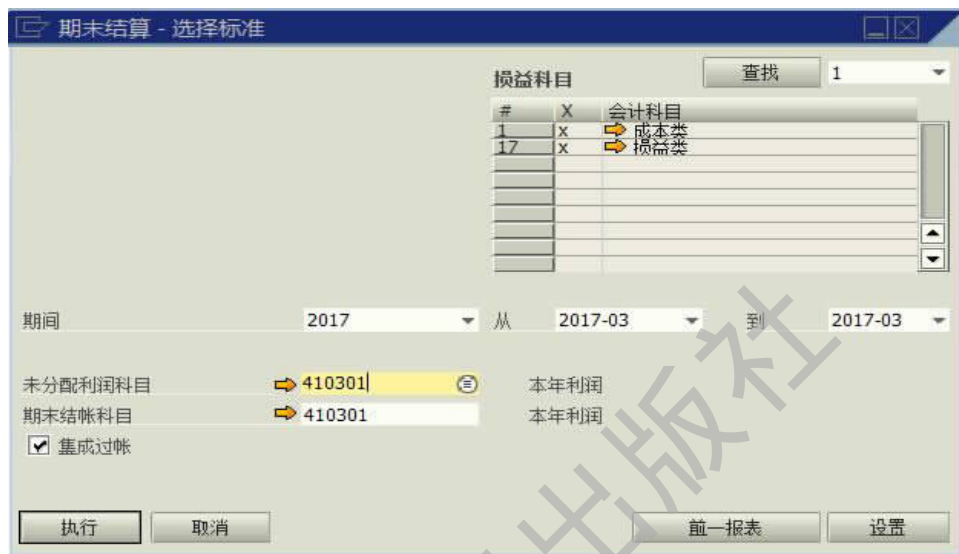 期末结算 - 选择标准
损益科目 查找 1
# X 会计科目
1 x 成本类
17 x 损益类
期间 2017 从 2017-03 到 2017-03
未分配利润科目 410301 本年利润
期末结帐科目 410301 本年利润
集成过帐
执行 取消 前一报表 设置
出版社